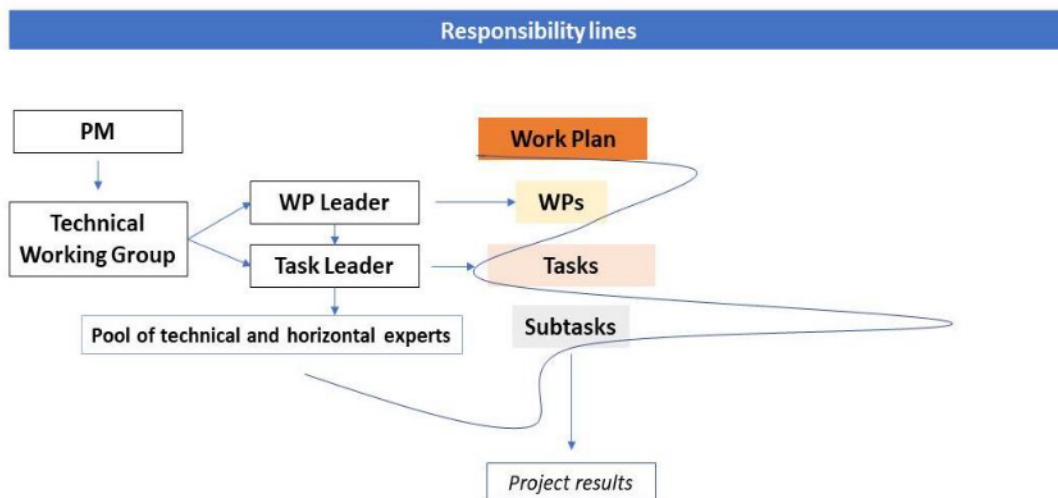 Responsibility lines
PM
Work Plan
WP Leader
WPs
Technical
Working Group
Task Leader
Tasks
Pool of technical and horizontal experts
Subtasks
Project results